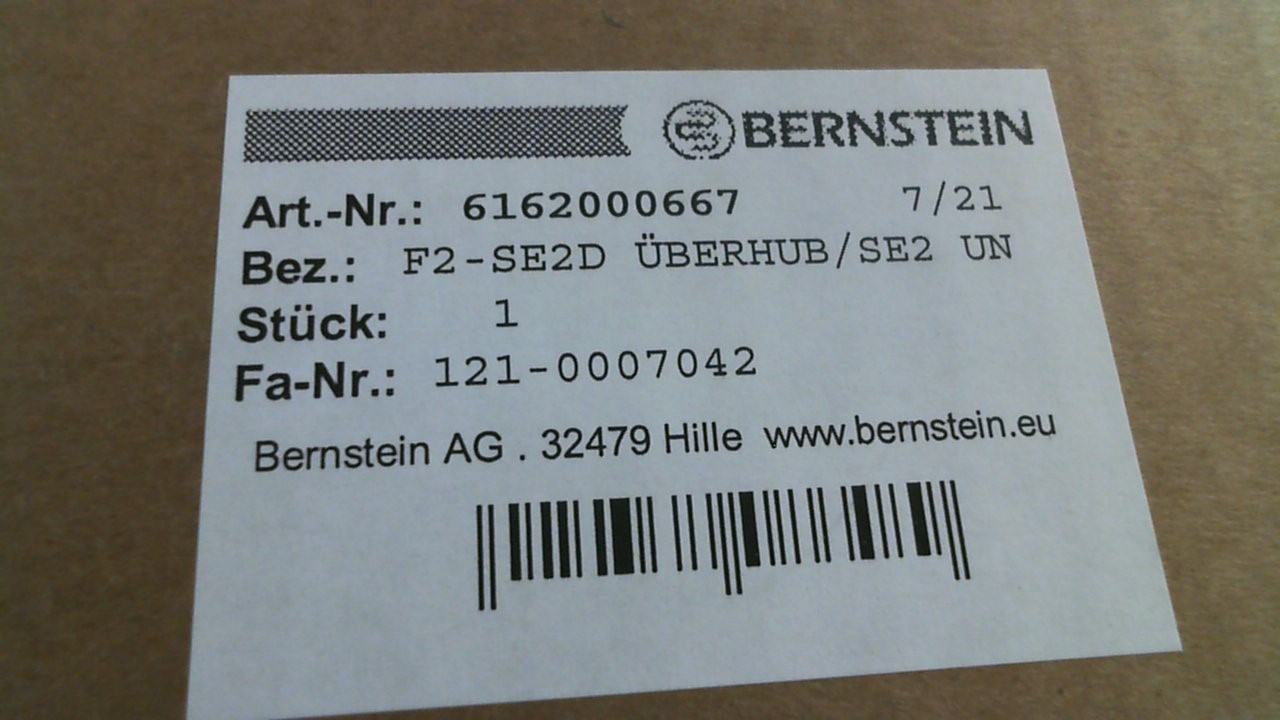 BERNSTEIN
Art.-Nr.: 6162000667 7/21
Bez.: F2-SE2D ÜBERHUB/SE2 UN
Stück: 1
Fa-Nr.: 121-0007042
Bernstein AG . 32479 Hille www.bernstein.eu